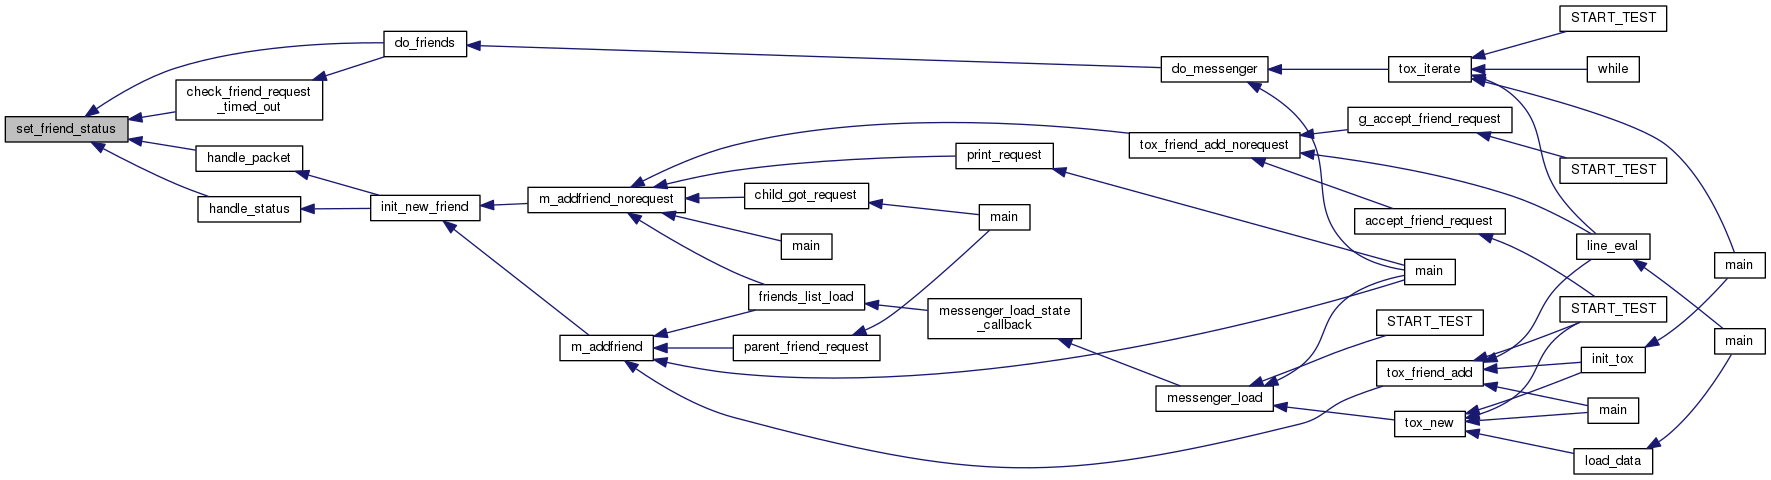 set_friend_status
do_friends
check_friend_request
_timed_out
handle_packet
handle_status
init_new_friend
m_addfriend_norequest
m_addfriend
print_request
child_got_request
main
main
friends_list_load
parent_friend_request
messenger_load_state
_callback
do_messenger
tox_friend_add_norequest
messenger_load
tox_iterate
g_accept_friend_request
accept_friend_request
main
START_TEST
tox_friend_add
tox_new
START_TEST
while
START_TEST
line_eval
START_TEST
init_tox
main
load_data
main
main